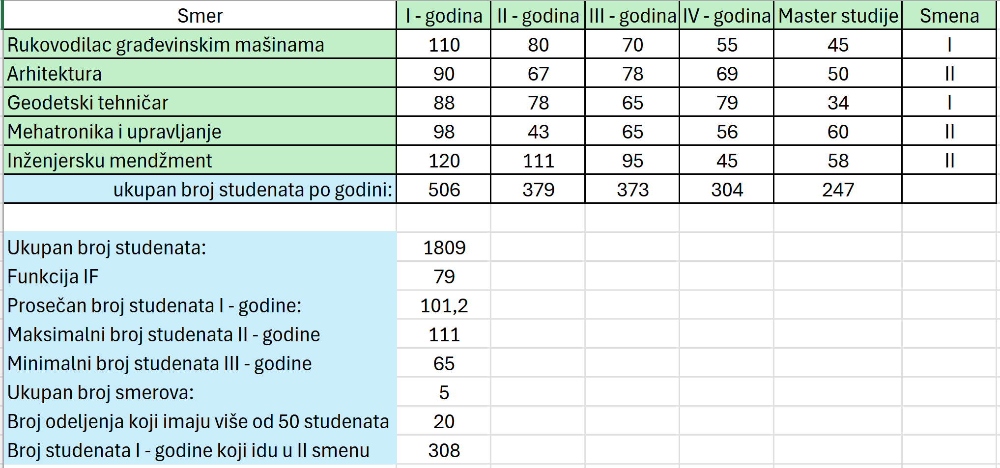 Smer I - godina II - godina III - godina IV - godina Master studije Smena
Rukovodilac građevinskim mašinama 110 80 70 55 45 I
Arhitektura 90 67 78 69 50 II
Geodetski tehničar 88 78 65 79 34 I
Mehatronika i upravljanje 98 43 65 56 60 II
Inženjersku mendžment 120 111 95 45 58 II
ukupan broj studenata po godini: 506 379 373 304 247
Ukupan broj studenata: 1809
Funkcija IF 79
Prosečan broj studenata I - godine: 101,2
Maksimalni broj studenata II - godine 111
Minimalni broj studenata III - godine 65
Ukupan broj smerova: 5
Broj odeljenja koji imaju više od 50 studenata 20
Broj studenata I - godine koji idu u II smenu 308